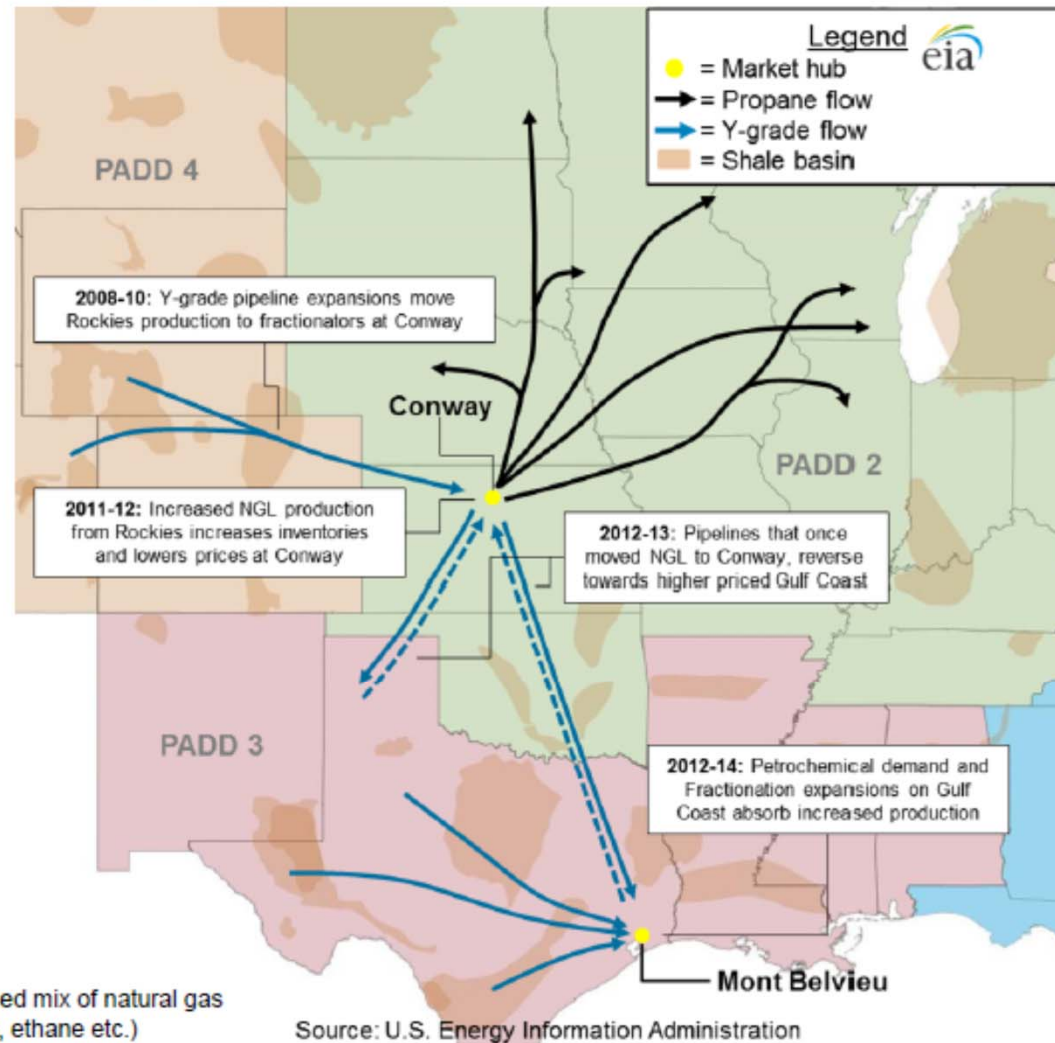 Legend
eia
= Market hub
= Propane flow
= Y-grade flow
= Shale basin
PADD 4
2008-10: Y-grade pipeline expansions move
Rockies production to fractionators at Conway
Conway
PADD 2
2011-12: Increased NGL production
from Rockies increases inventories
and lowers prices at Conway
2012-13: Pipelines that once
moved NGL to Conway, reverse
towards higher priced Gulf Coast
PADD 3
2012-14: Petrochemical demand and
Fractionation expansions on Gulf
Coast absorb increased production
Mont Belvieu
ed mix of natural gas
, ethane etc.)
Source: U.S. Energy Information Administration